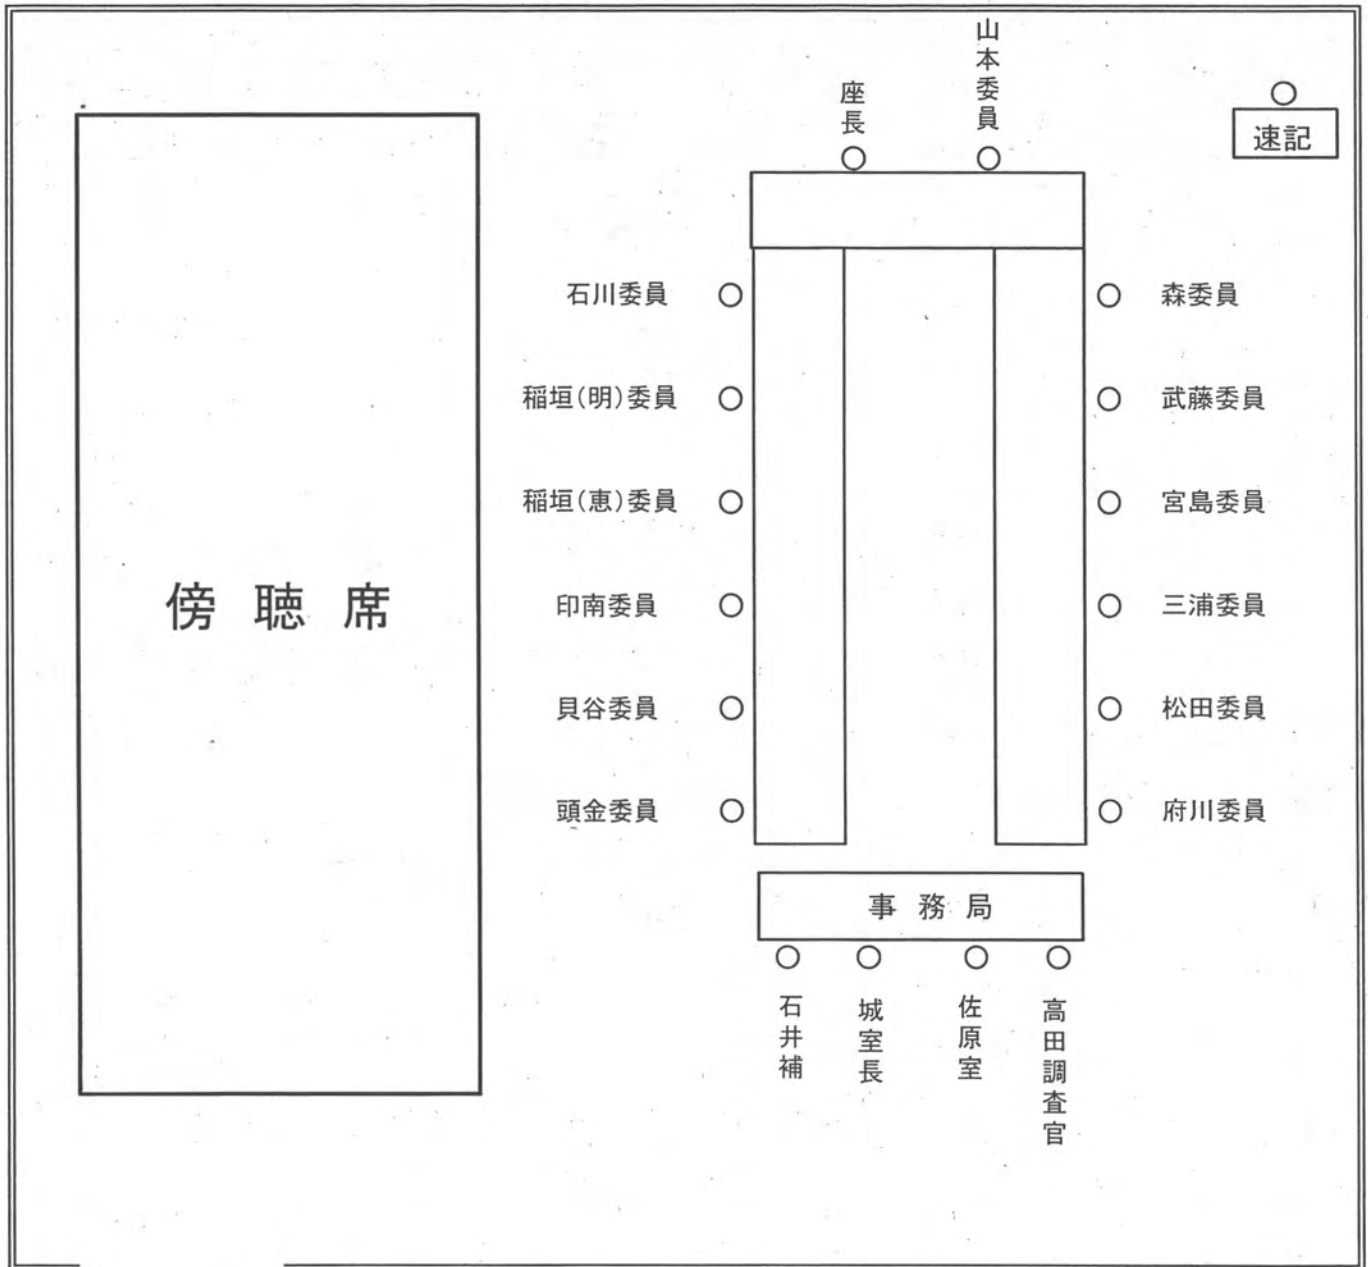 山本委員
座長
速記
石川委員
森委員
稲垣(明)委員
武藤委員
稲垣(恵)委員
宮島委員
傍聴席
印南委員
三浦委員
貝谷委員
松田委員
頭金委員
府川委員
事務局
石井補
城室長
佐原室
高田調査官